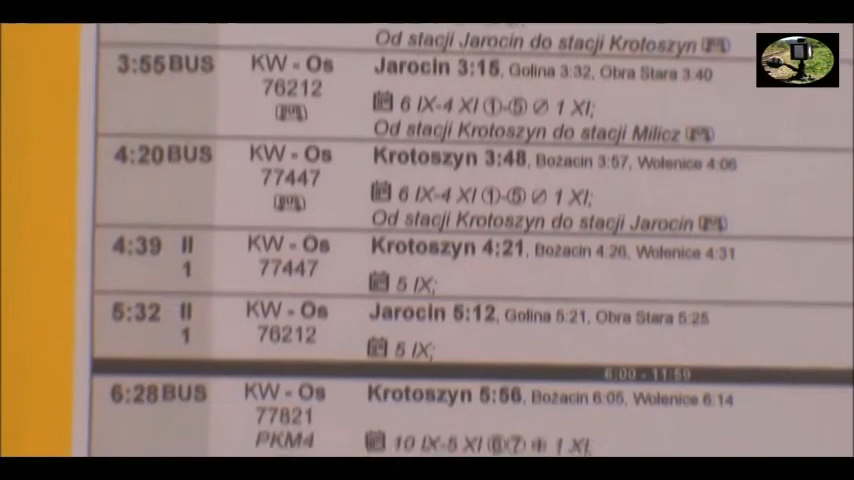 Od stacji Jarocin do stacji Krotoszyn BUS
3:55 BUS KW - Os Jarocin 3:15, Golina 3:32, Obra Stara 3:40
76212
BUS 6 IX-4 XI ①-⑤ ∅ 1 XI;
Od stacji Krotoszyn do stacji Milicz BUS
4:20 BUS KW - Os Krotoszyn 3:48, Bożacin 3:57, Wolenice 4:06
77447
BUS 6 IX-4 XI ①-⑤ ∅ 1 XI;
Od stacji Krotoszyn do stacji Jarocin BUS
4:39 II KW - Os Krotoszyn 4:21, Bożacin 4:26, Wolenice 4:31
1 77447 5 IX;
5:32 II KW - Os Jarocin 5:12, Golina 5:21, Obra Stara 5:25
1 76212 5 IX;
6:00 - 11:59
6:28 BUS KW - Os Krotoszyn 5:56, Bożacin 6:05, Wolenice 6:14
77821
PKM4 10 IX-5 XI ⑥⑦ ✙ 1 XI;